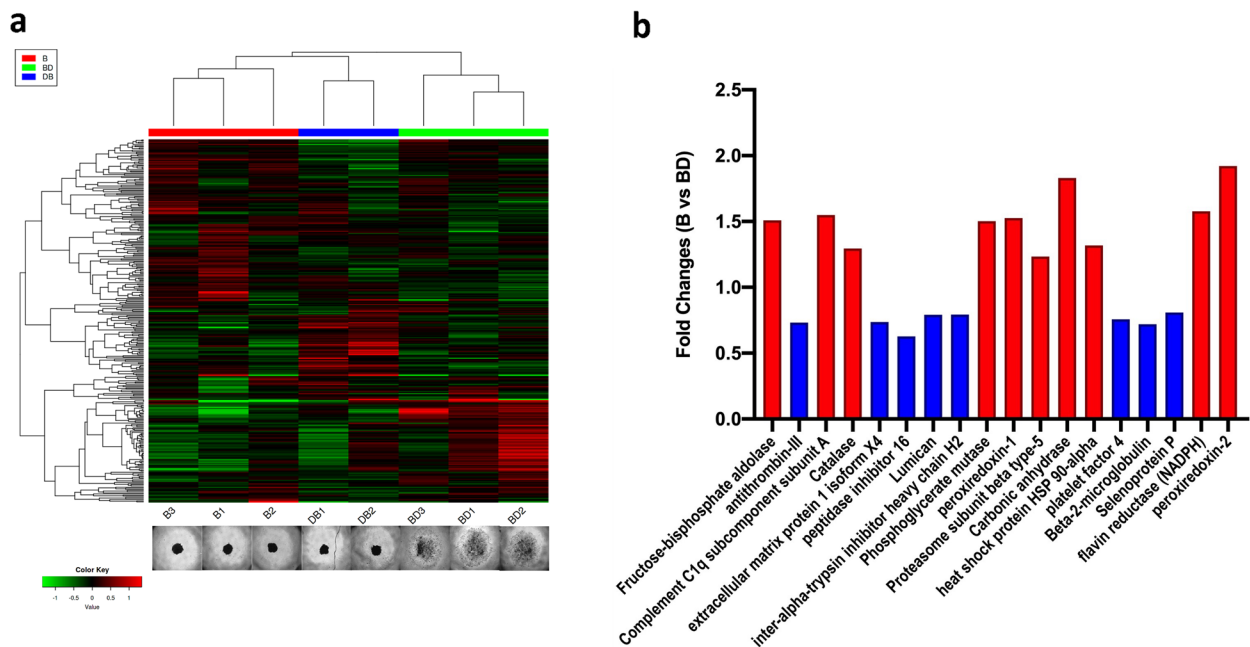 a
B
BD
DB
B3
B1
B2
DB1
DB2
BD3
BD1
BD2
Color Key
-1
-0.5
0
0.5
1
Value
b
Fold Changes (B vs BD)
2.5
2.0
1.5
1.0
0.5
0.0
Fructose-bisphosphate aldolase
antithrombin-III
Complement C1q subcomponent subunit A
Catalase
extracellular matrix protein 1 isoform X4
peptidase inhibitor 16
Lumican
inter-alpha-trypsin inhibitor heavy chain H2
Phosphoglycerate mutase
peroxiredoxin-1
Proteasome subunit beta type-5
Carbonic anhydrase
heat shock protein HSP 90-alpha
platelet factor 4
Beta-2-microglobulin
Selenoprotein P
flavin reductase (NADPH)
peroxiredoxin-2